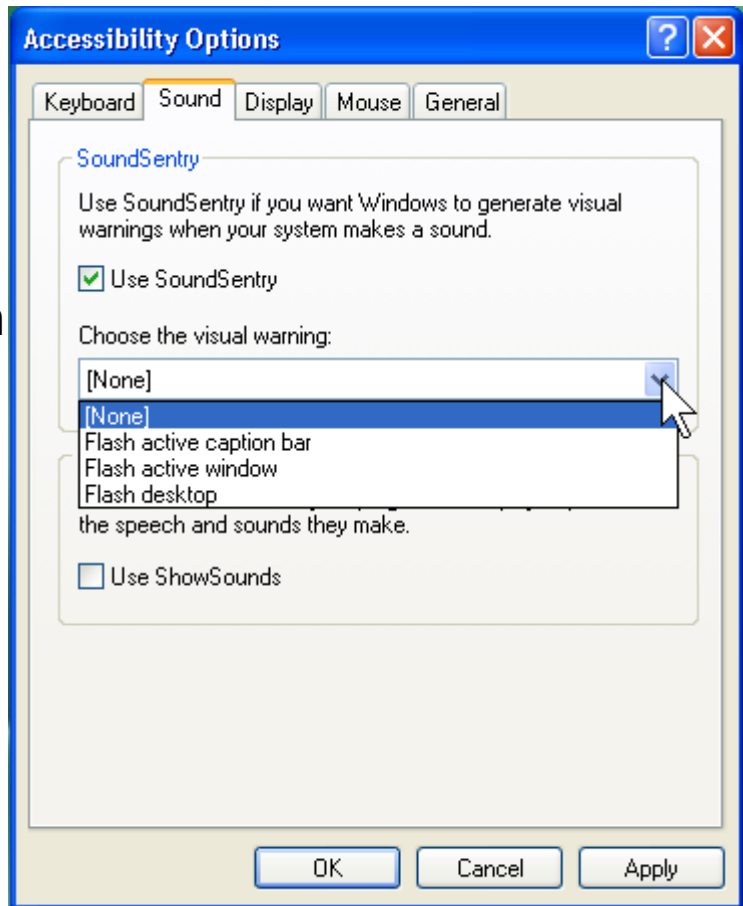 Accessibility Options
Keyboard Sound Display Mouse General
SoundSentry
Use SoundSentry if you want Windows to generate visual
warnings when your system makes a sound.
Use SoundSentry
Choose the visual warning:
[None]
[None]
Flash active caption bar
Flash active window
Flash desktop
the speech and sounds they make.
Use ShowSounds
OK Cancel Apply